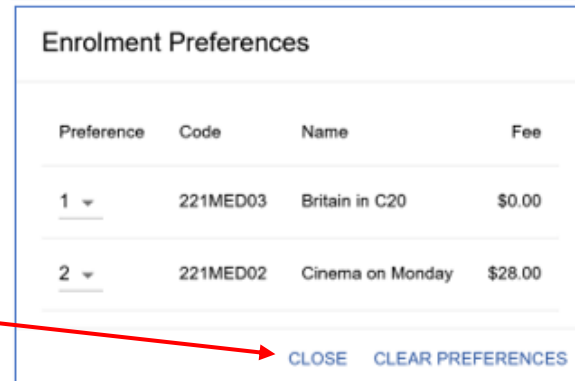 Enrolment Preferences
Preference Code Name Fee
1 221MED03 Britain in C20 $0.00
2 221MED02 Cinema on Monday $28.00
CLOSE CLEAR PREFERENCES